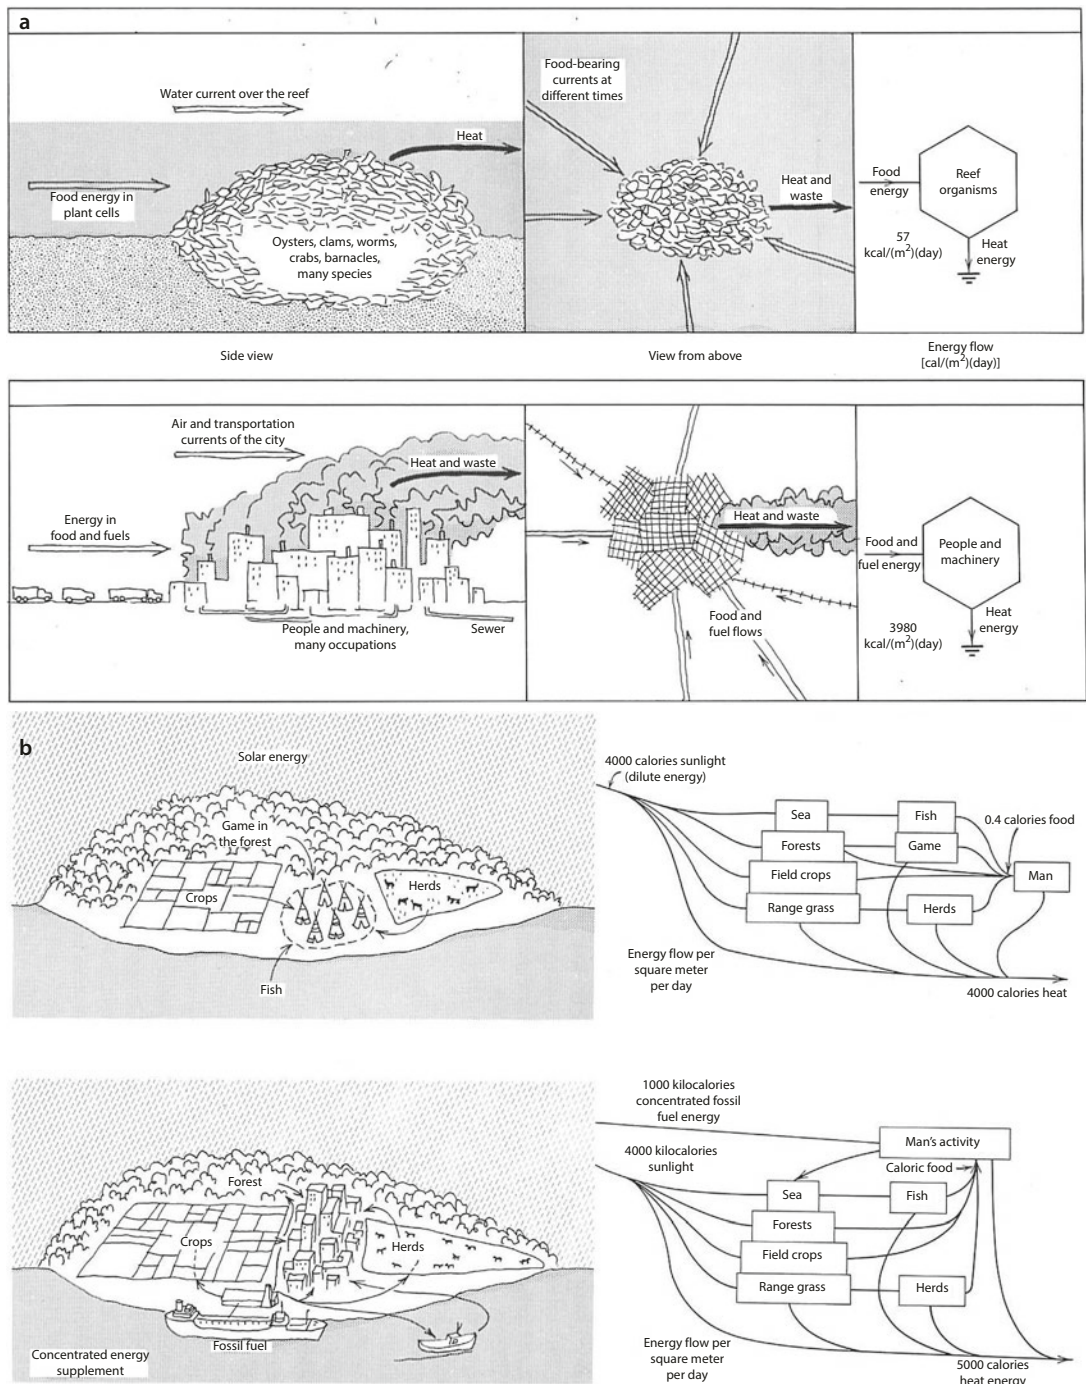 a
Water current over the reef
Heat
Food energy in
plant cells
Oysters, clams, worms,
crabs, barnacles,
many species
Food-bearing
currents at
different times
Heat and
waste
Food
energy
Reef
organisms
57
kcal/(m²)(day)
Heat
energy
Side view
View from above
Energy flow
[cal/(m²)(day)]
Air and transportation
currents of the city
Heat and waste
Energy in
food and fuels
People and machinery,
many occupations
Sewer
Heat and waste
Food and
fuel flows
Food and
fuel energy
People and
machinery
3980
kcal/(m²)(day)
Heat
energy
b
Solar energy
Game in
the forest
Crops
Herds
Fish
4000 calories sunlight
(dilute energy)
Sea
Fish
0.4 calories food
Forests
Game
Field crops
Man
Range grass
Herds
Energy flow per
square meter
per day
4000 calories heat
Forest
Crops
Herds
Fossil fuel
Concentrated energy
supplement
1000 kilocalories
concentrated fossil
fuel energy
Man's activity
4000 kilocalories
sunlight
Caloric food
Sea
Fish
Forests
Field crops
Range grass
Herds
Energy flow per
square meter
per day
5000 calories
heat energy